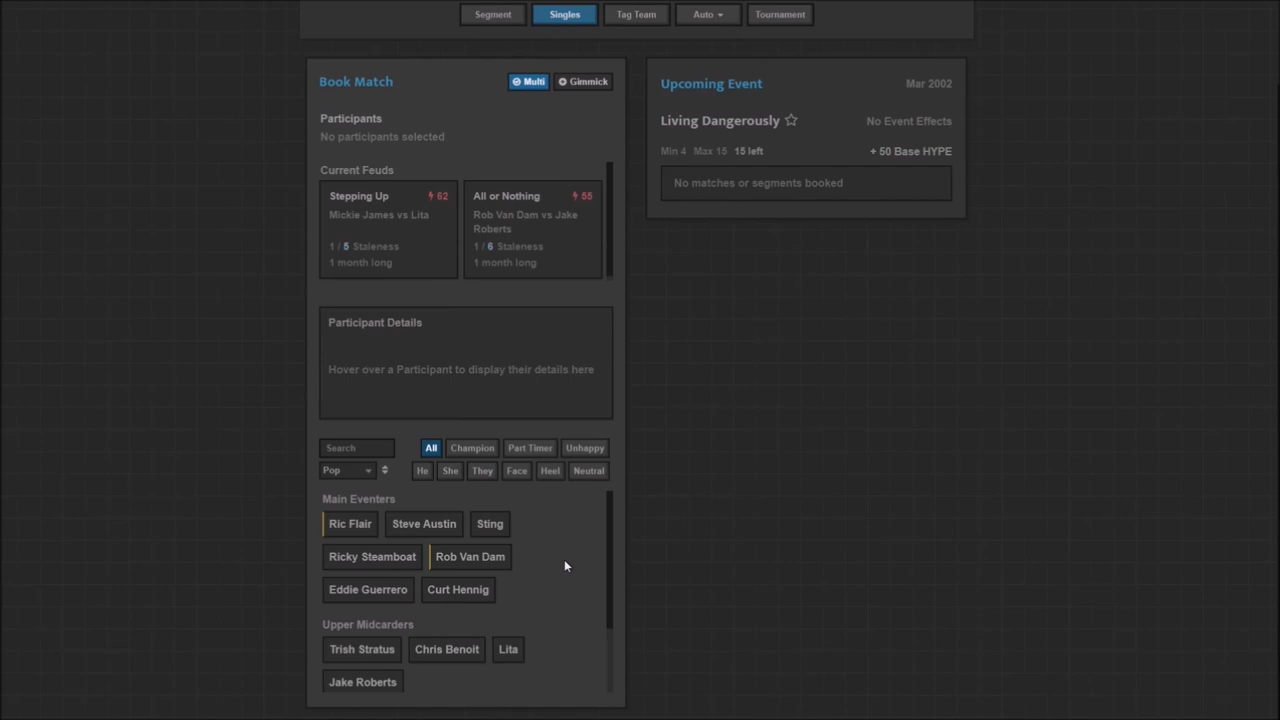 Segment Singles Tag Team Auto Tournament
Book Match Multi Gimmick
Participants
No participants selected
Current Feuds
Stepping Up 62
Mickie James vs Lita
1 / 5 Staleness
1 month long
All or Nothing 55
Rob Van Dam vs Jake
Roberts
1 / 6 Staleness
1 month long
Participant Details
Hover over a Participant to display their details here
Search All Champion Part Timer Unhappy
Pop He She They Face Heel Neutral
Main Eventers
Ric Flair Steve Austin Sting
Ricky Steamboat Rob Van Dam
Eddie Guerrero Curt Hennig
Upper Midcarders
Trish Stratus Chris Benoit Lita
Jake Roberts
Upcoming Event Mar 2002
Living Dangerously No Event Effects
Min 4 Max 15 15 left + 50 Base HYPE
No matches or segments booked